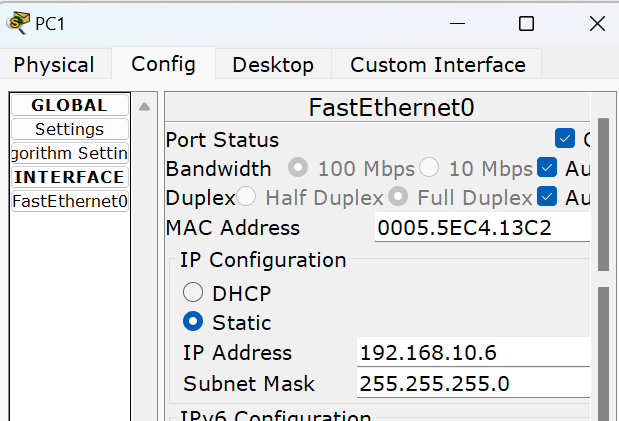 PC1
Physical Config Desktop Custom Interface
GLOBAL
Settings
gorithm Settin
INTERFACE
FastEthernet0
FastEthernet0
Port Status
Bandwidth 100 Mbps 10 Mbps Au
Duplex Half Duplex Full Duplex Au
MAC Address 0005.5EC4.13C2
IP Configuration
DHCP
Static
IP Address 192.168.10.6
Subnet Mask 255.255.255.0
IPv6 Configuration